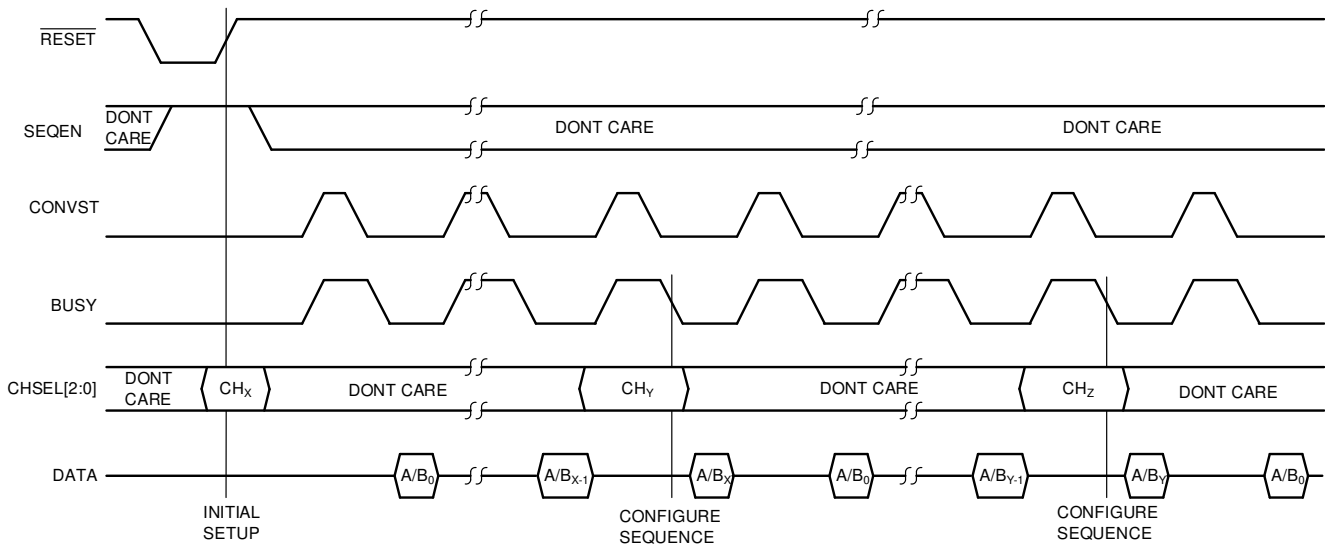 RESET
SEQEN
DONT
CARE
DONT CARE
DONT CARE
CONVST
BUSY
CHSEL[2:0]
DONT
CARE
CHX
DONT CARE
CHY
DONT CARE
CHZ
DONT CARE
DATA
A/B0
A/BX-1
A/BX
A/B0
A/BY-1
A/BY
A/B0
INITIAL
SETUP
CONFIGURE
SEQUENCE
CONFIGURE
SEQUENCE